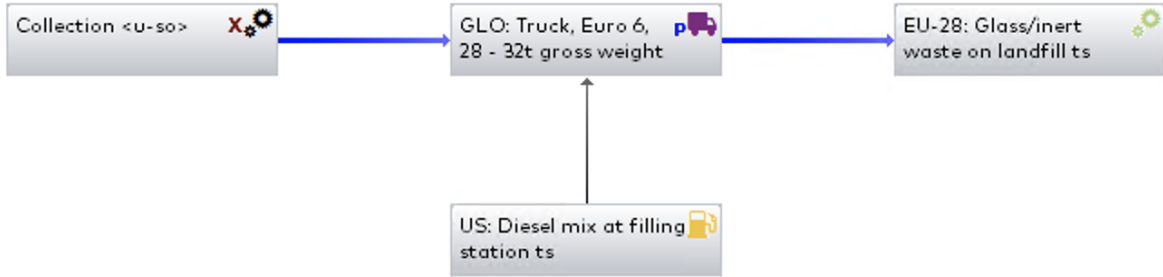 Collection <u-so>
X
GLO: Truck, Euro 6,
28 - 32t gross weight
p
EU-28: Glass/inert
waste on landfill ts
US: Diesel mix at filling
station ts